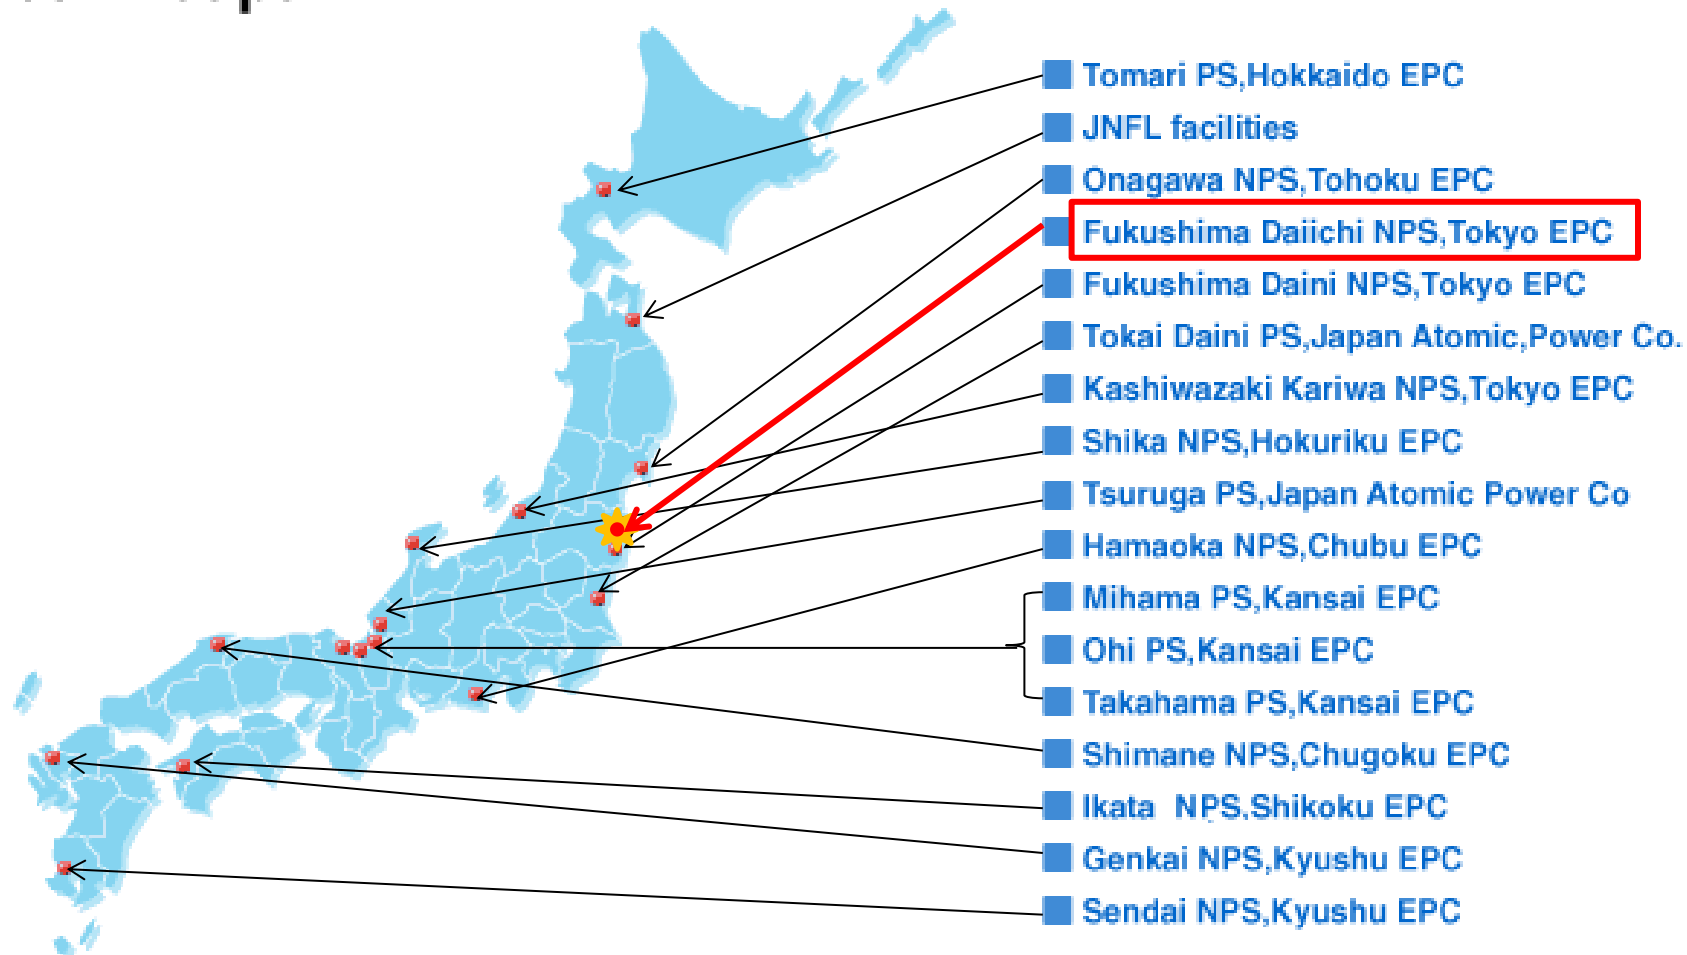 Tomari PS,Hokkaido EPC
JNFL facilities
Onagawa NPS,Tohoku EPC
Fukushima Daiichi NPS,Tokyo EPC
Fukushima Daini NPS,Tokyo EPC
Tokai Daini PS,Japan Atomic,Power Co.
Kashiwazaki Kariwa NPS,Tokyo EPC
Shika NPS,Hokuriku EPC
Tsuruga PS,Japan Atomic Power Co
Hamaoka NPS,Chubu EPC
Mihama PS,Kansai EPC
Ohi PS,Kansai EPC
Takahama PS,Kansai EPC
Shimane NPS,Chugoku EPC
Ikata  NPS,Shikoku EPC
Genkai NPS,Kyushu EPC
Sendai NPS,Kyushu EPC